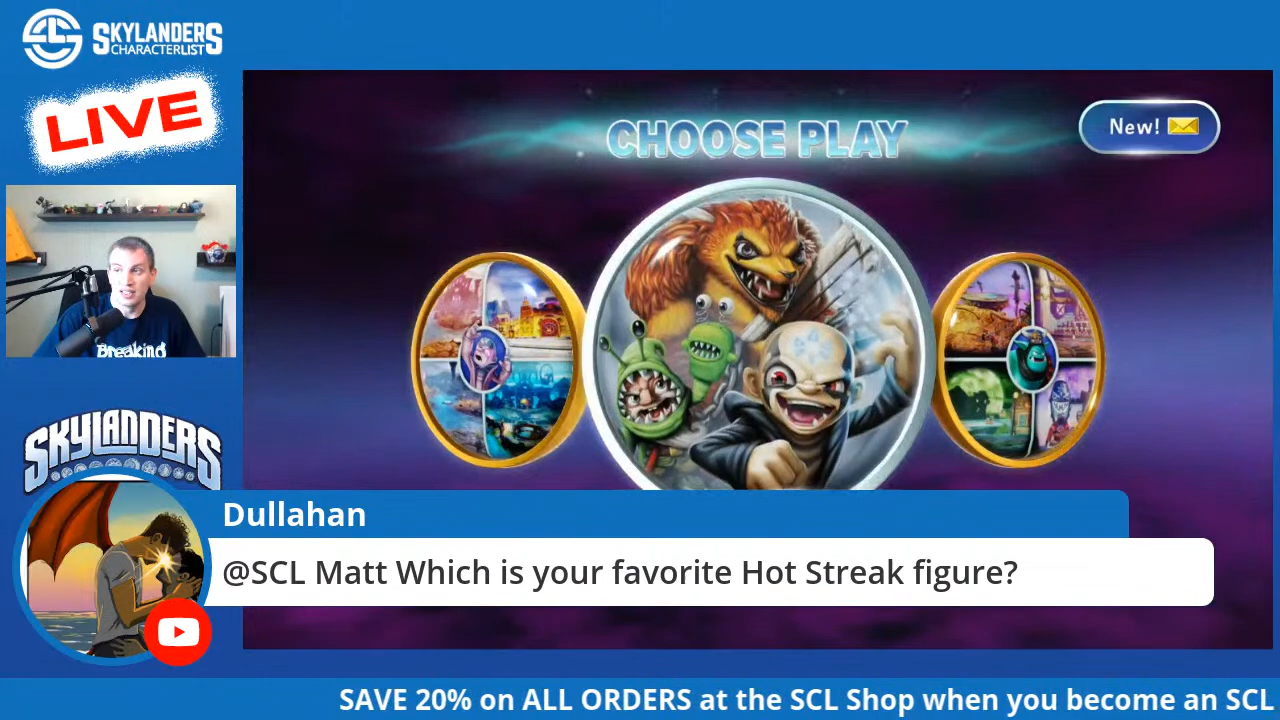 SKYLANDERS
CHARACTERLIST
LIVE
CHOOSE PLAY
New!
Breaking
SKYLANDERS
Dullahan
@SCL Matt Which is your favorite Hot Streak figure?
SAVE 20% on ALL ORDERS at the SCL Shop when you become an SCL